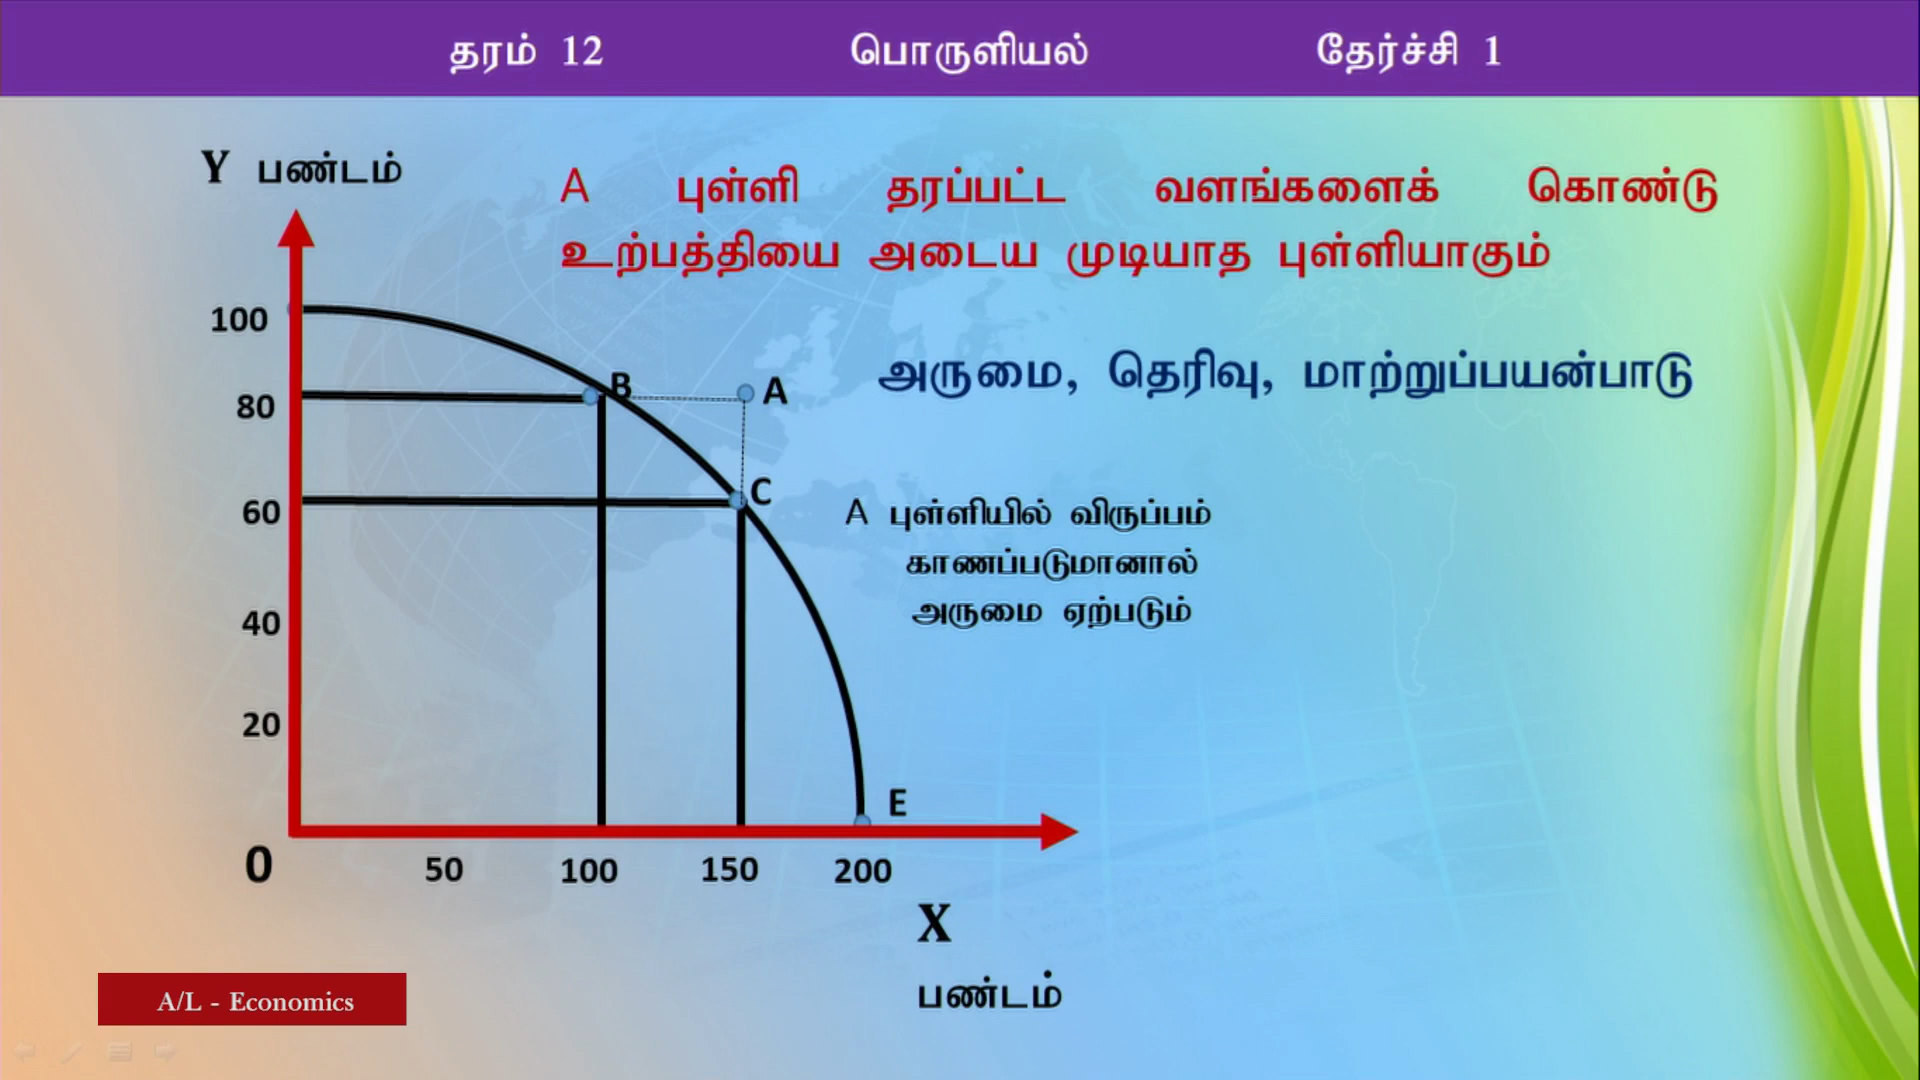 தரம் 12 பொருளியல் தேர்ச்சி 1
Y பண்டம்
A புள்ளி தரப்பட்ட வளங்களைக் கொண்டு
உற்பத்தியை அடைய முடியாத புள்ளியாகும்
அருமை, தெரிவு, மாற்றுப்பயன்பாடு
100
80
60
40
20
B
A
C
E
A புள்ளியில் விருப்பம்
காணப்படுமானால்
அருமை ஏற்படும்
0 50 100 150 200
X
பண்டம்
A/L - Economics